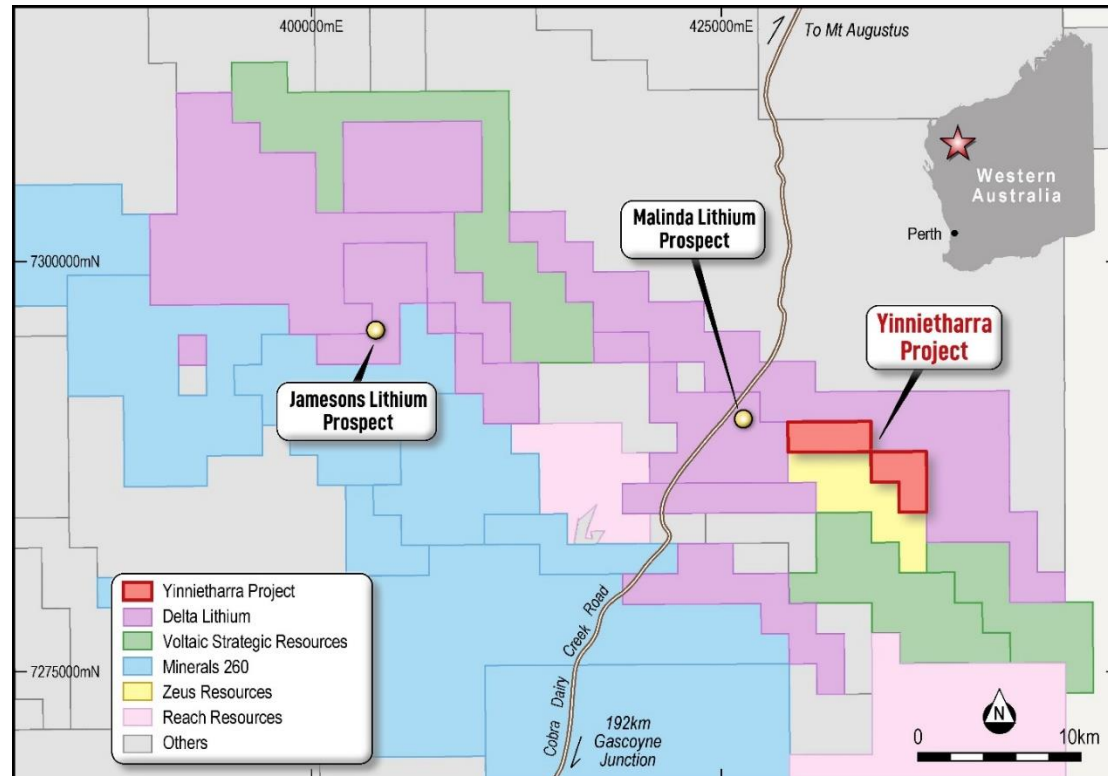 400000mE
425000mE
To Mt Augustus
Western
Australia
Perth
Malinda Lithium
Prospect
7300000mN
Yinnietharra
Project
Jamesons Lithium
Prospect
Yinnietharra Project
Delta Lithium
Voltaic Strategic Resources
Minerals 260
Zeus Resources
Reach Resources
Others
7275000mN
Cobra Dairy Creek Road
192km
Gascoyne
Junction
N
0 10km